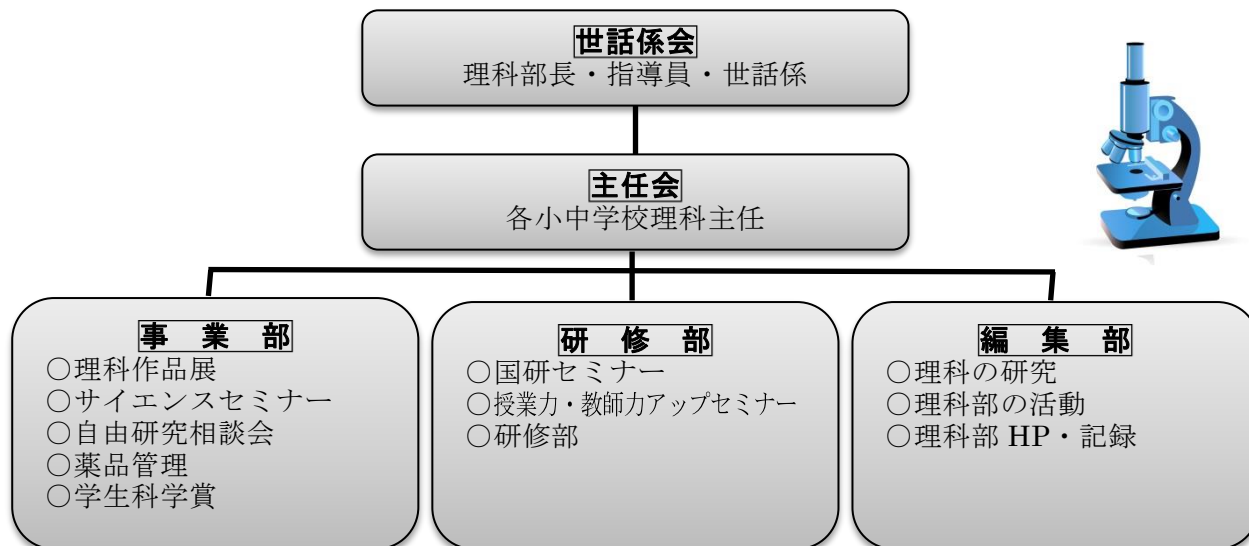 世話係会
理科部長・指導員・世話係
主任会
各小中学校理科主任
事　業　部
○理科作品展
○サイエンスセミナー
○自由研究相談会
○薬品管理
○学生科学賞
研　修　部
○国研セミナー
○授業力・教師力アップセミナー
○研修部
編　集　部
○理科の研究
○理科部の活動
○理科部 HP・記録